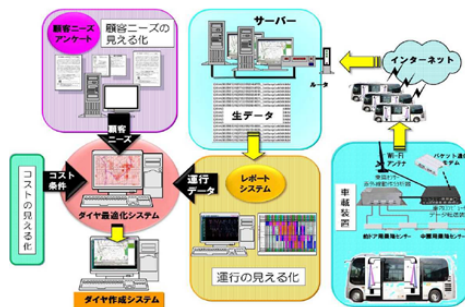 顧客ニーズ
アンケート
顧客ニーズの
見える化
サーバー
ルータ
生データ
インターネット
Wi-Fi
アンテナ
パケット通信
モデム
車載装置
顧客
ニーズ
コストの見える化
コスト
条件
運行
データ
レポート
システム
ダイヤ最適化システム
運行の見える化
ダイヤ作成システム